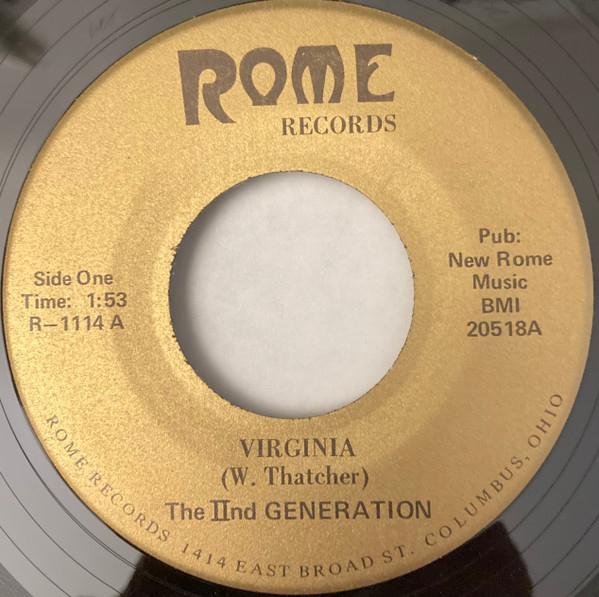 ROME
RECORDS
Side One
Time: 1:53
R-1114 A
Pub:
New Rome
Music
BMI
20518A
VIRGINIA
(W. Thatcher)
The IInd GENERATION
ROME RECORDS 1414 EAST BROAD ST. COLUMBUS, OHIO